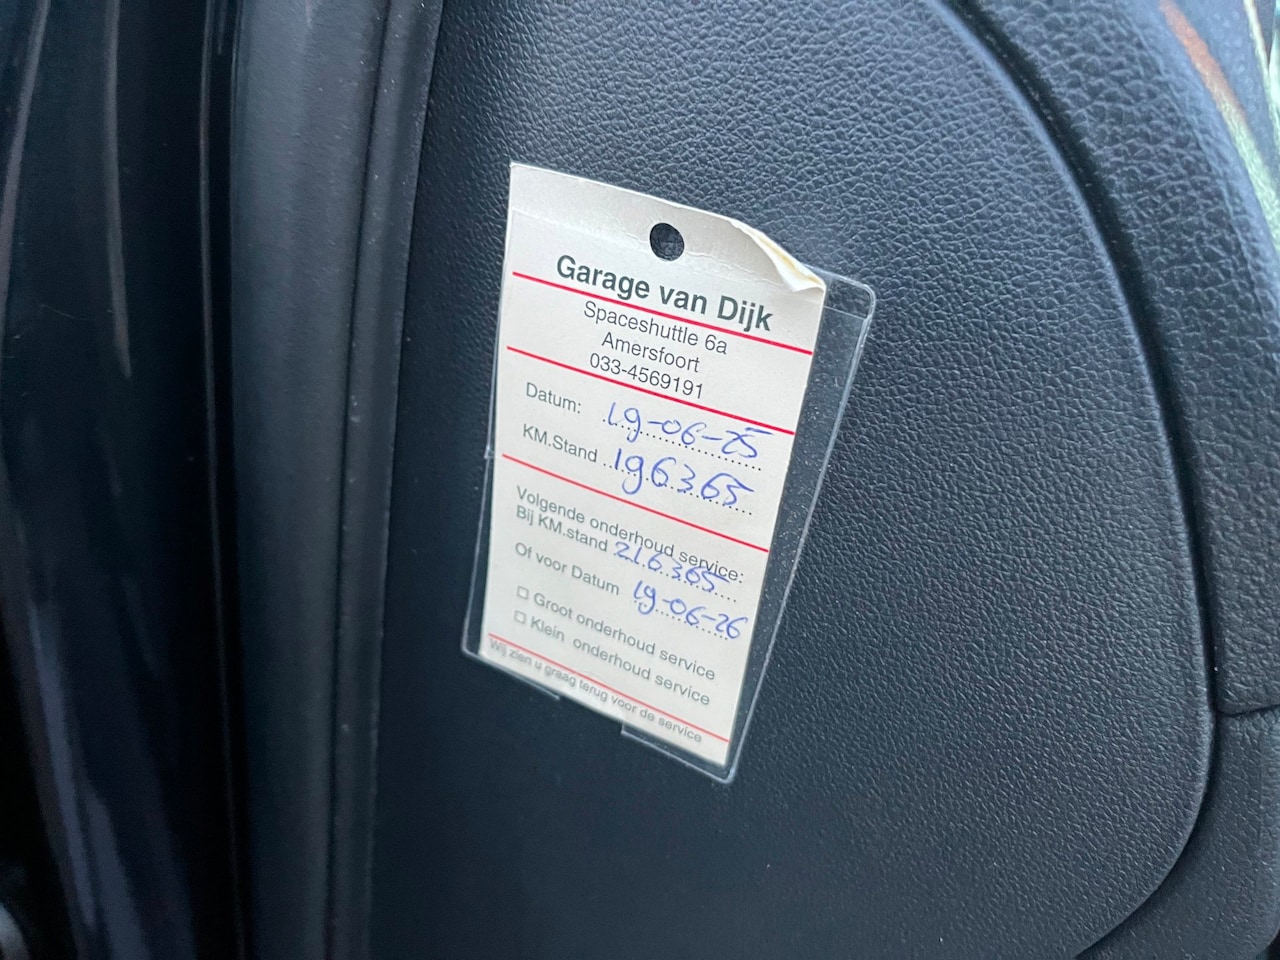 Garage van Dijk
Spaceshuttle 6a
Amersfoort
033-4569191
Datum: 19-06-25
KM.Stand 196365
Volgende onderhoud service:
Bij KM.stand 216365
Of voor Datum 19-06-26
□ Groot onderhoud service
□ Klein onderhoud service
Wij zien u graag terug voor de service